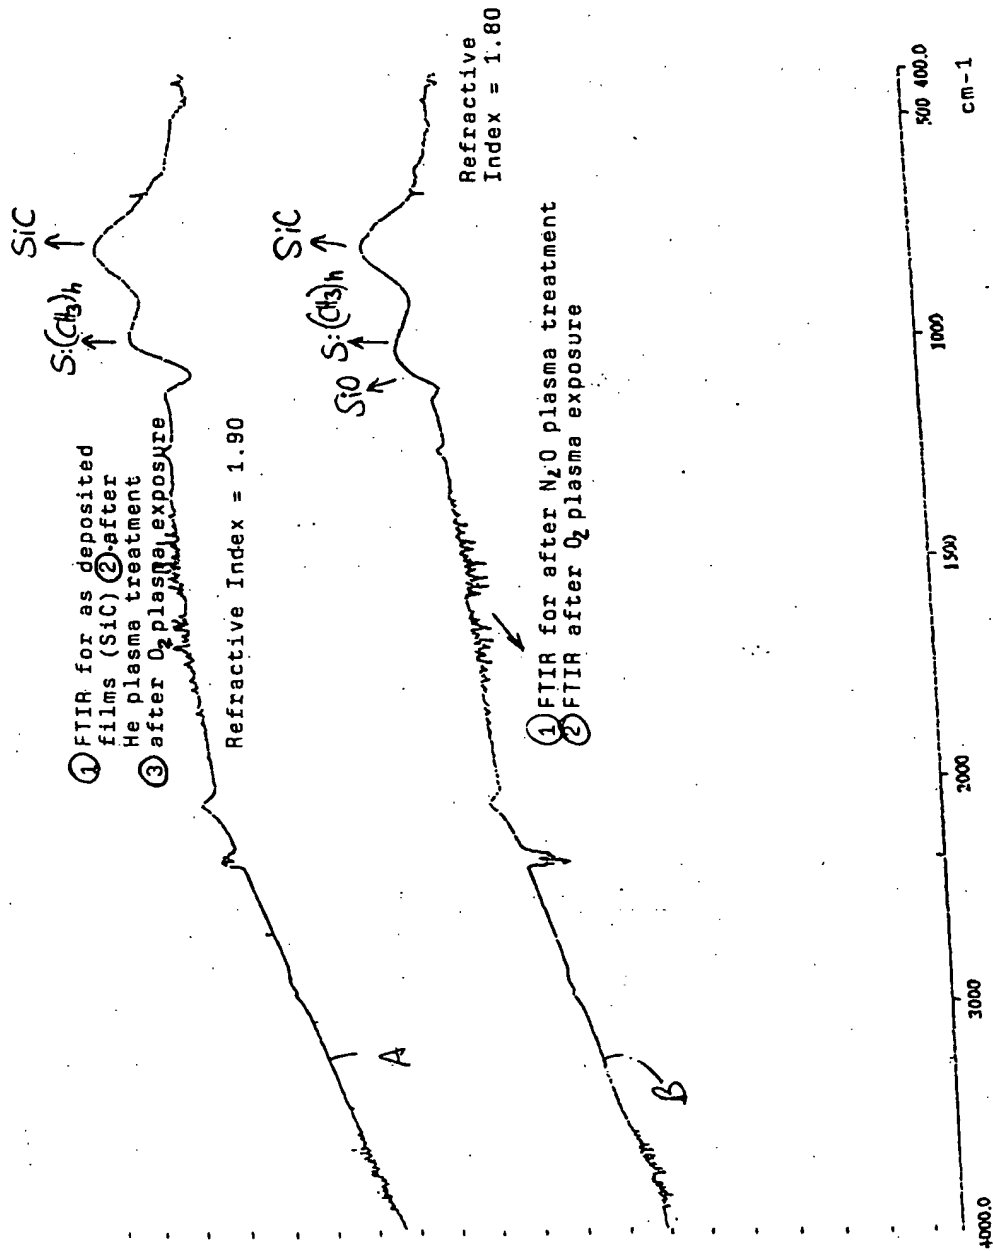 SiC
S:(CH3)h
① FTIR for as deposited
films (SiC) ② after
He plasma treatment
③ after O2 plasma exposure
Refractive Index = 1.90
A
SiC
S:(CH3)h
SiO
Refractive
Index = 1.80
① FTIR for after N2O plasma treatment
② FTIR after O2 plasma exposure
B
4000.0 3000 2000 1500 1000 500 400.0
cm-1